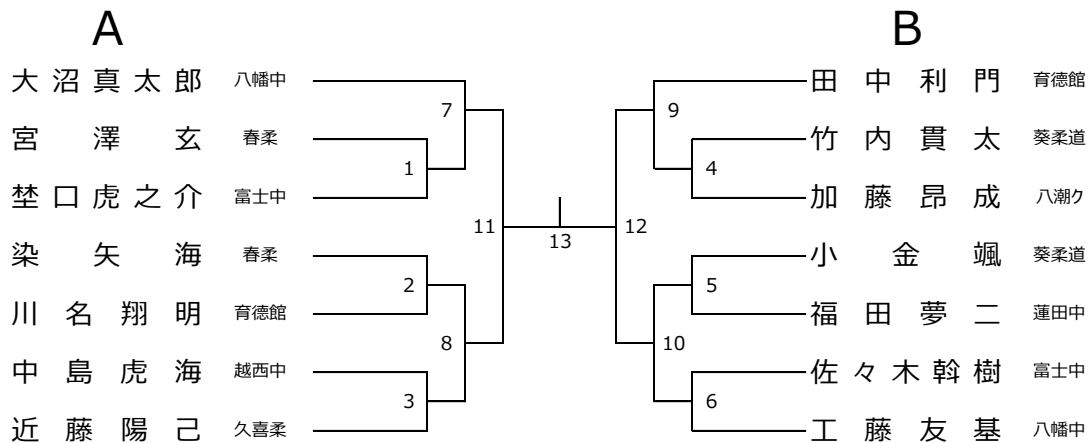 A
B
大沼真太郎 八幡中
田中利門 育徳館
7
9
宮澤玄 春柔
竹内貫太 葵柔道
1
4
埜口虎之介 富士中
加藤昂成 八潮ク
11
13
12
染矢海 春柔
小金颯 葵柔道
2
5
川名翔明 育徳館
福田夢二 蓮田中
8
10
中島虎海 越西中
佐々木斡樹 富士中
3
6
近藤陽己 久喜柔
工藤友基 八幡中